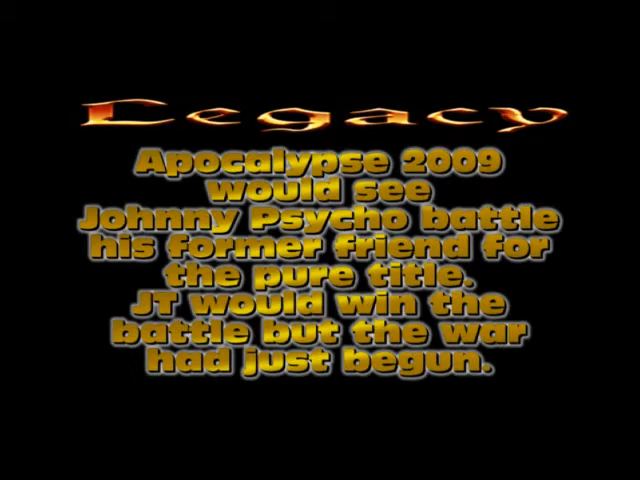 Legacy
Apocalypse 2009
would see
Johnny Psycho battle
his former friend for
the pure title.
JT would win the
battle but the war
had just begun.